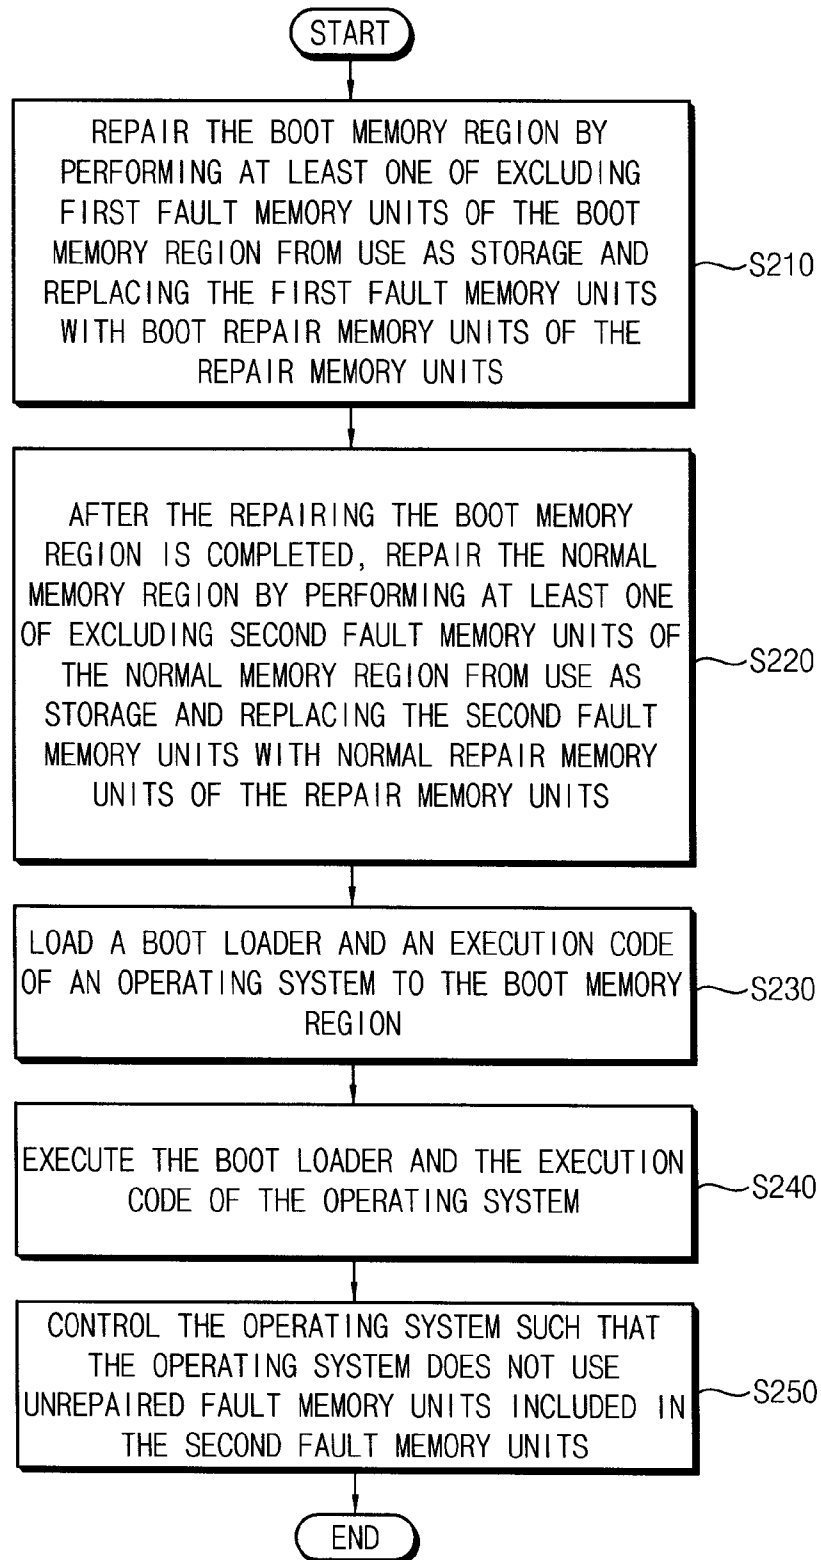 START
REPAIR THE BOOT MEMORY REGION BY
PERFORMING AT LEAST ONE OF EXCLUDING
FIRST FAULT MEMORY UNITS OF THE BOOT
MEMORY REGION FROM USE AS STORAGE AND
REPLACING THE FIRST FAULT MEMORY UNITS
WITH BOOT REPAIR MEMORY UNITS OF THE
REPAIR MEMORY UNITS
S210
AFTER THE REPAIRING THE BOOT MEMORY
REGION IS COMPLETED, REPAIR THE NORMAL
MEMORY REGION BY PERFORMING AT LEAST ONE
OF EXCLUDING SECOND FAULT MEMORY UNITS OF
THE NORMAL MEMORY REGION FROM USE AS
STORAGE AND REPLACING THE SECOND FAULT
MEMORY UNITS WITH NORMAL REPAIR MEMORY
UNITS OF THE REPAIR MEMORY UNITS
S220
LOAD A BOOT LOADER AND AN EXECUTION CODE
OF AN OPERATING SYSTEM TO THE BOOT MEMORY
REGION
S230
EXECUTE THE BOOT LOADER AND THE EXECUTION
CODE OF THE OPERATING SYSTEM
S240
CONTROL THE OPERATING SYSTEM SUCH THAT
THE OPERATING SYSTEM DOES NOT USE
UNREPAIRED FAULT MEMORY UNITS INCLUDED IN
THE SECOND FAULT MEMORY UNITS
S250
END